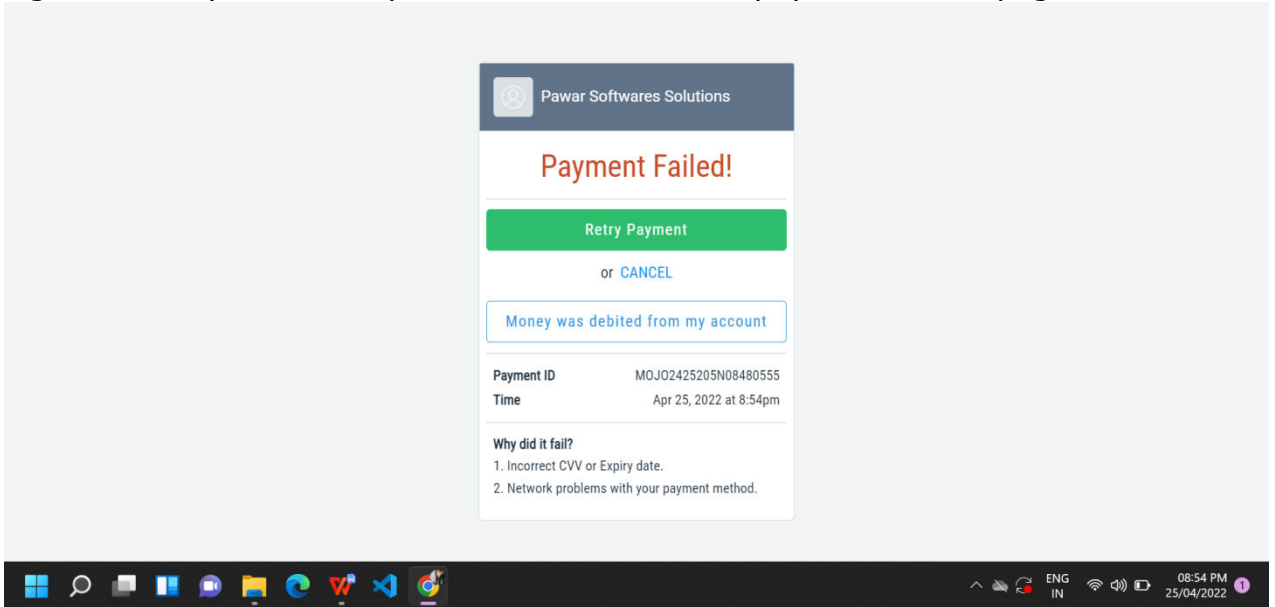 Pawar Softwares Solutions
Payment Failed!
Retry Payment
or CANCEL
Money was debited from my account
Payment ID MOJO2425205N08480555
Time Apr 25, 2022 at 8:54pm
Why did it fail?
1. Incorrect CVV or Expiry date.
2. Network problems with your payment method.
ENG
IN
08:54 PM
25/04/2022
1